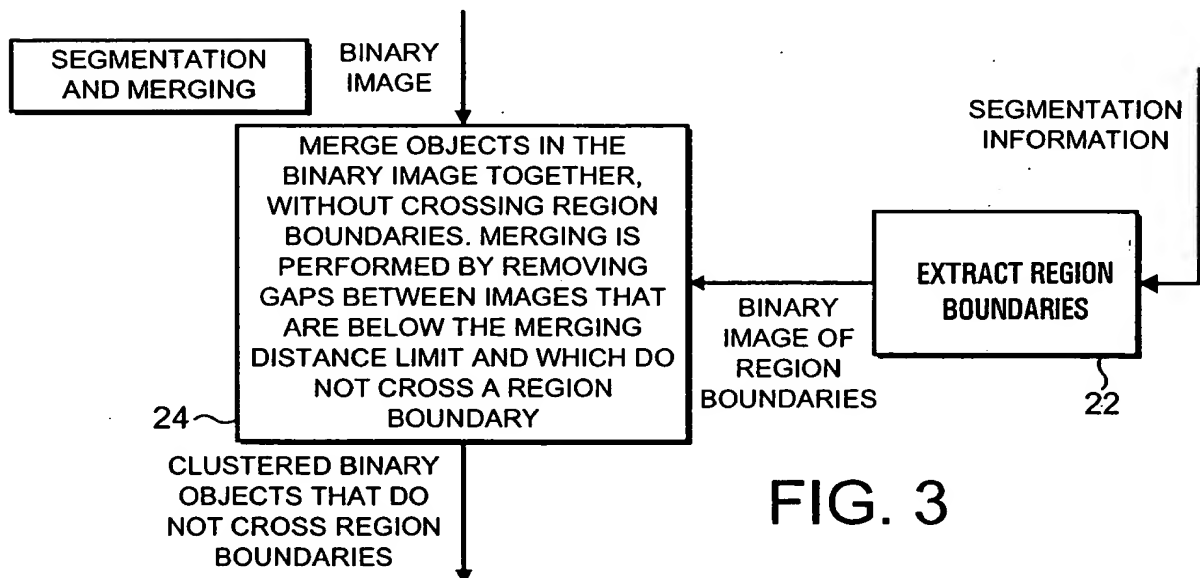 SEGMENTATION
AND MERGING
BINARY
IMAGE
SEGMENTATION
INFORMATION
MERGE OBJECTS IN THE
BINARY IMAGE TOGETHER,
WITHOUT CROSSING REGION
BOUNDARIES. MERGING IS
PERFORMED BY REMOVING
GAPS BETWEEN IMAGES THAT
ARE BELOW THE MERGING
DISTANCE LIMIT AND WHICH DO
NOT CROSS A REGION
BOUNDARY
24
EXTRACT REGION
BOUNDARIES
22
BINARY
IMAGE OF
REGION
BOUNDARIES
CLUSTERED BINARY
OBJECTS THAT DO
NOT CROSS REGION
BOUNDARIES
FIG. 3